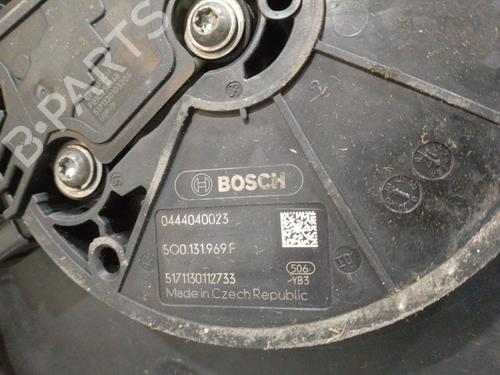 B-PARTS
BOSCH
0444040023
5Q0.131.969.F
506
5171130112733
YB3
Made in Czech Republic